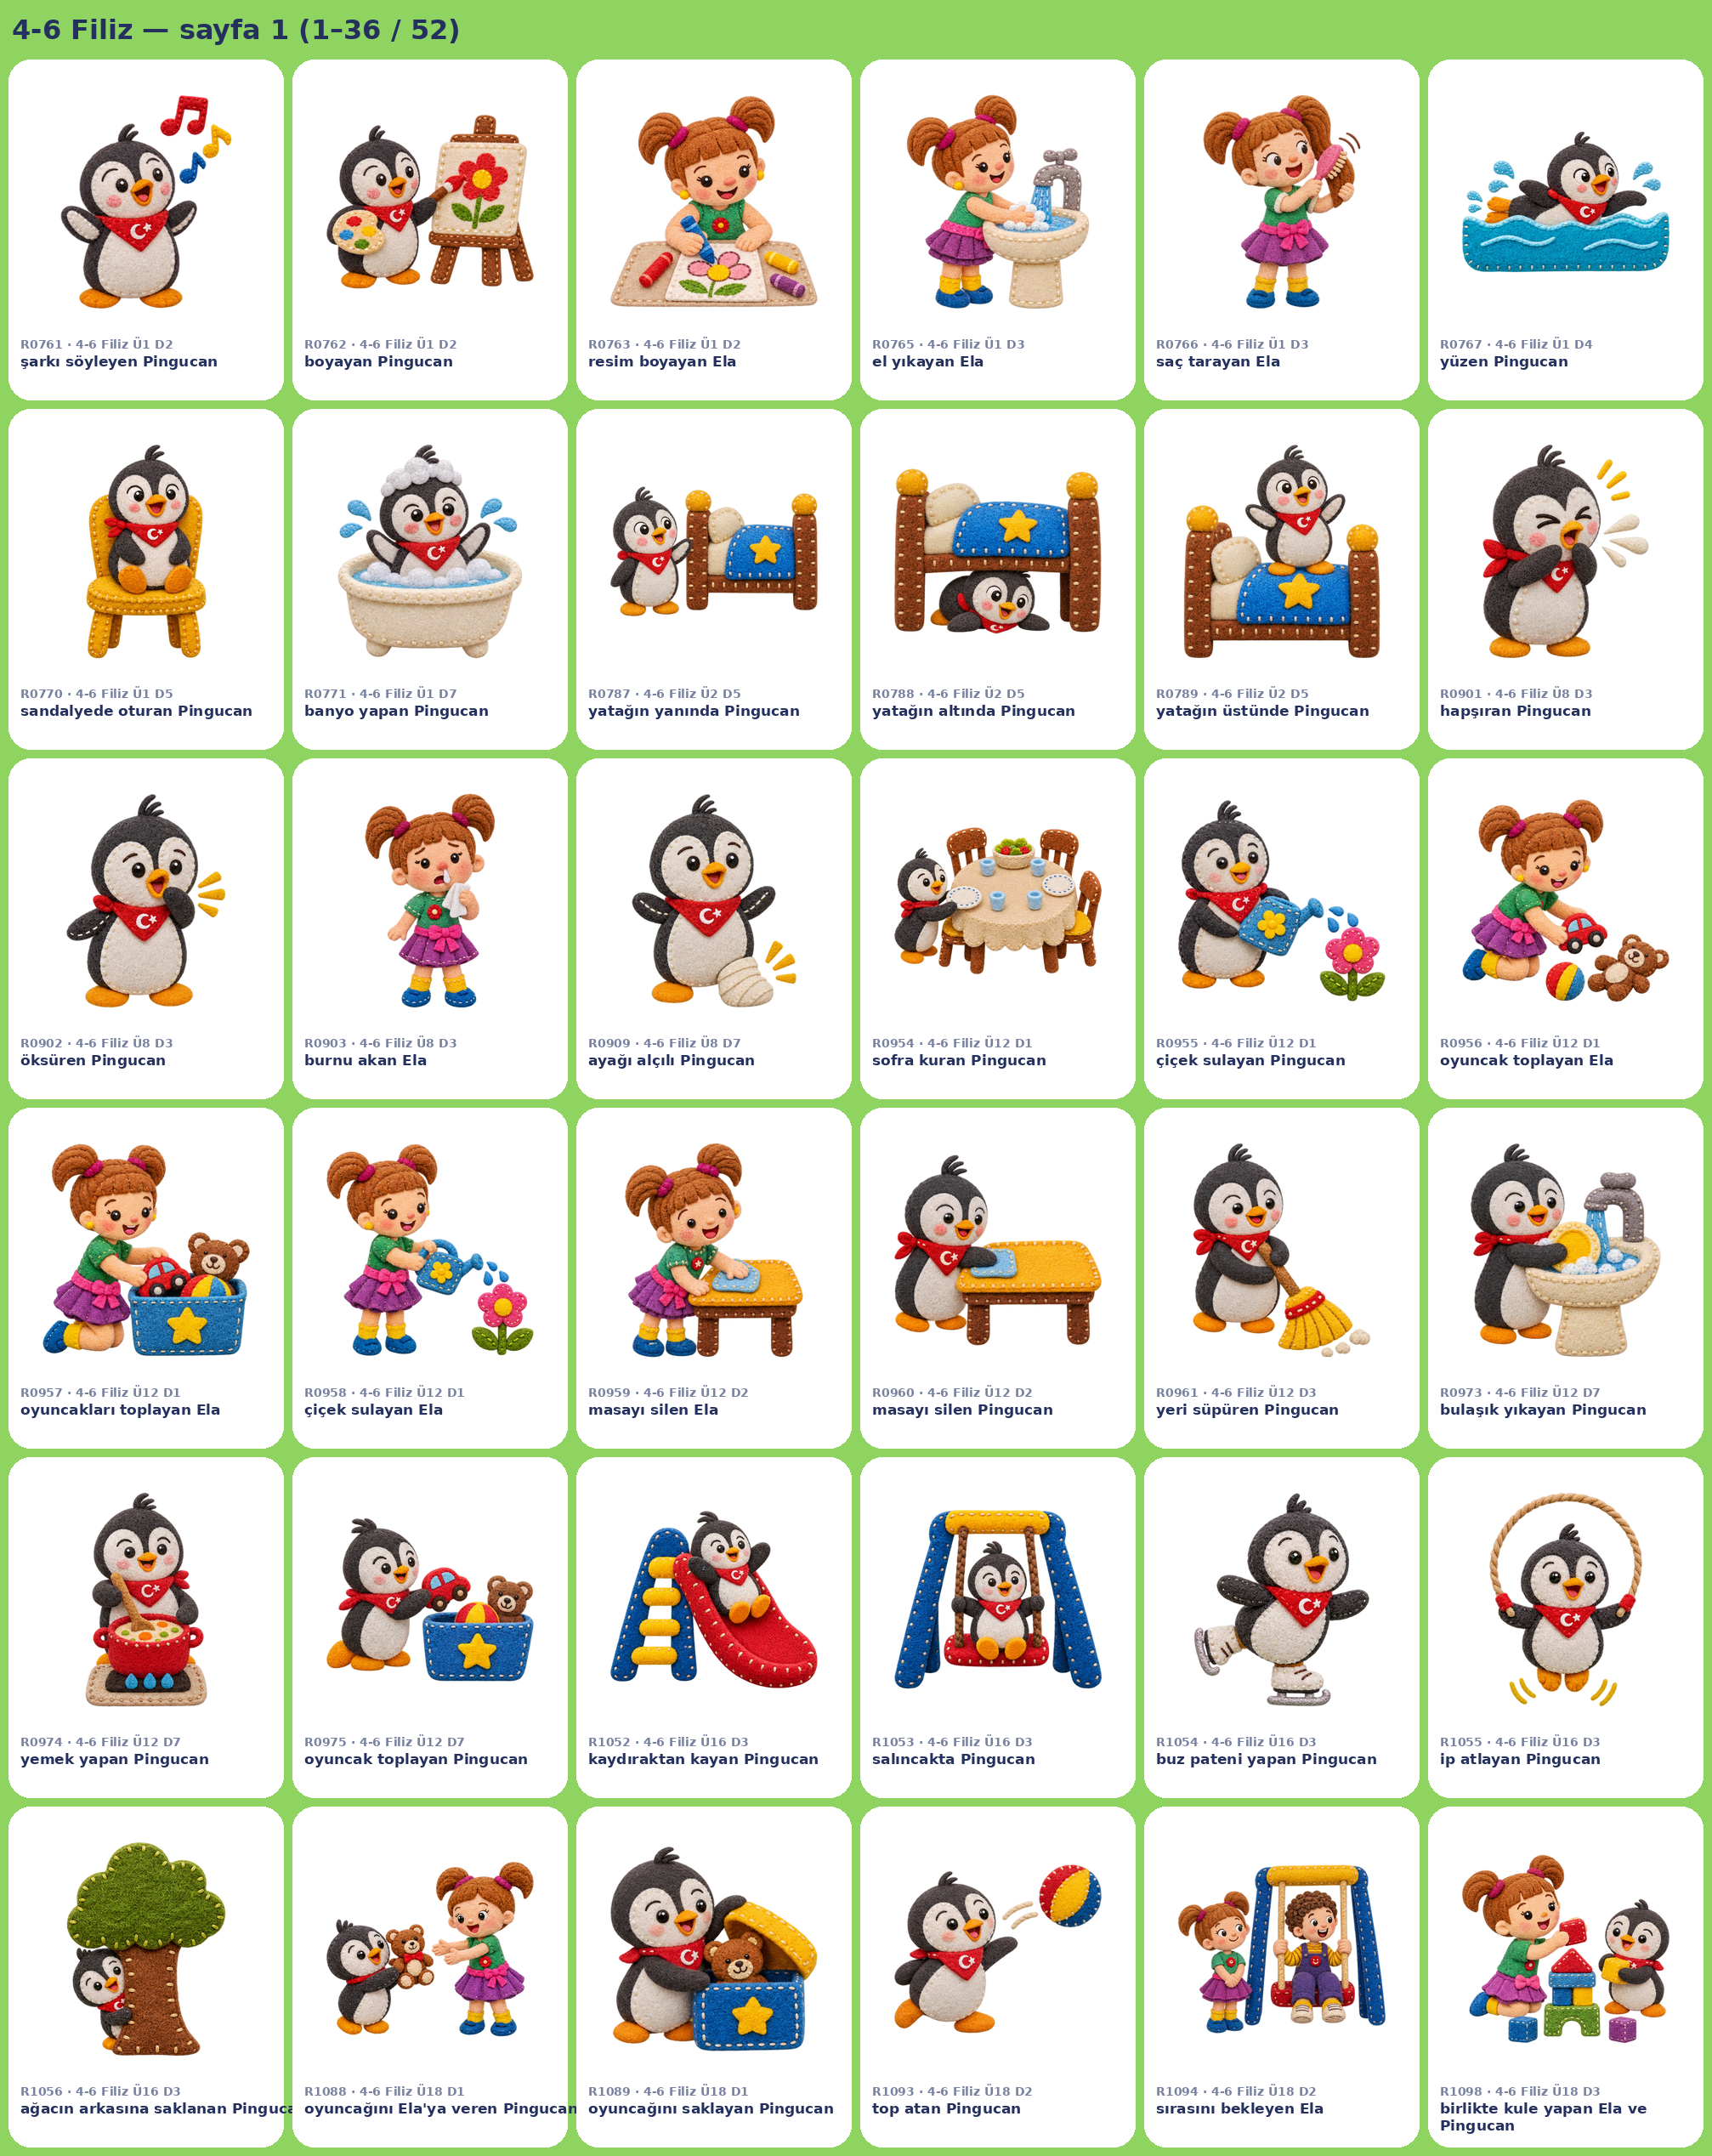 4-6 Filiz — sayfa 1 (1–36 / 52)
R0761 · 4-6 Filiz Ü1 D2
şarkı söyleyen Pingucan
R0762 · 4-6 Filiz Ü1 D2
boyayan Pingucan
R0763 · 4-6 Filiz Ü1 D2
resim boyayan Ela
R0765 · 4-6 Filiz Ü1 D3
el yıkayan Ela
R0766 · 4-6 Filiz Ü1 D3
saç tarayan Ela
R0767 · 4-6 Filiz Ü1 D4
yüzen Pingucan
R0770 · 4-6 Filiz Ü1 D5
sandalyede oturan Pingucan
R0771 · 4-6 Filiz Ü1 D7
banyo yapan Pingucan
R0787 · 4-6 Filiz Ü2 D5
yatağın yanında Pingucan
R0788 · 4-6 Filiz Ü2 D5
yatağın altında Pingucan
R0789 · 4-6 Filiz Ü2 D5
yatağın üstünde Pingucan
R0901 · 4-6 Filiz Ü8 D3
hapşıran Pingucan
R0902 · 4-6 Filiz Ü8 D3
öksüren Pingucan
R0903 · 4-6 Filiz Ü8 D3
burnu akan Ela
R0909 · 4-6 Filiz Ü8 D7
ayağı alçılı Pingucan
R0954 · 4-6 Filiz Ü12 D1
sofra kuran Pingucan
R0955 · 4-6 Filiz Ü12 D1
çiçek sulayan Pingucan
R0956 · 4-6 Filiz Ü12 D1
oyuncak toplayan Ela
R0957 · 4-6 Filiz Ü12 D1
oyuncakları toplayan Ela
R0958 · 4-6 Filiz Ü12 D1
çiçek sulayan Ela
R0959 · 4-6 Filiz Ü12 D2
masayı silen Ela
R0960 · 4-6 Filiz Ü12 D2
masayı silen Pingucan
R0961 · 4-6 Filiz Ü12 D3
yeri süpüren Pingucan
R0973 · 4-6 Filiz Ü12 D7
bulaşık yıkayan Pingucan
R0974 · 4-6 Filiz Ü12 D7
yemek yapan Pingucan
R0975 · 4-6 Filiz Ü12 D7
oyuncak toplayan Pingucan
R1052 · 4-6 Filiz Ü16 D3
kaydıraktan kayan Pingucan
R1053 · 4-6 Filiz Ü16 D3
salıncakta Pingucan
R1054 · 4-6 Filiz Ü16 D3
buz pateni yapan Pingucan
R1055 · 4-6 Filiz Ü16 D3
ip atlayan Pingucan
R1056 · 4-6 Filiz Ü16 D3
ağacın arkasına saklanan Pinguca
R1088 · 4-6 Filiz Ü18 D1
oyuncağını Ela'ya veren Pingucan
R1089 · 4-6 Filiz Ü18 D1
oyuncağını saklayan Pingucan
R1093 · 4-6 Filiz Ü18 D2
top atan Pingucan
R1094 · 4-6 Filiz Ü18 D2
sırasını bekleyen Ela
R1098 · 4-6 Filiz Ü18 D3
birlikte kule yapan Ela ve
Pingucan